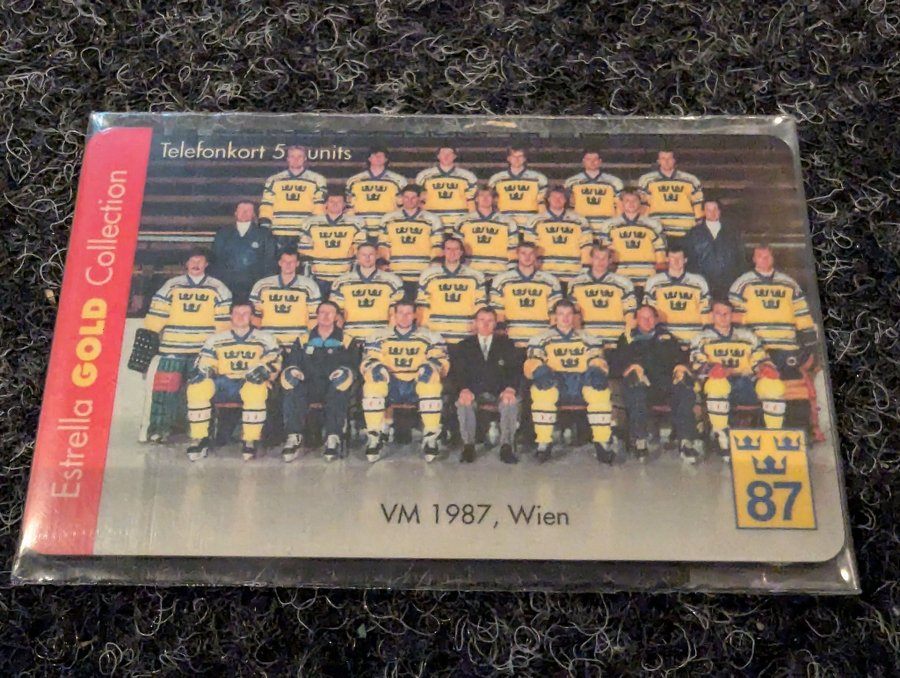 Telefonkort 5 units
Estrella GOLD Collection
VM 1987, Wien
87